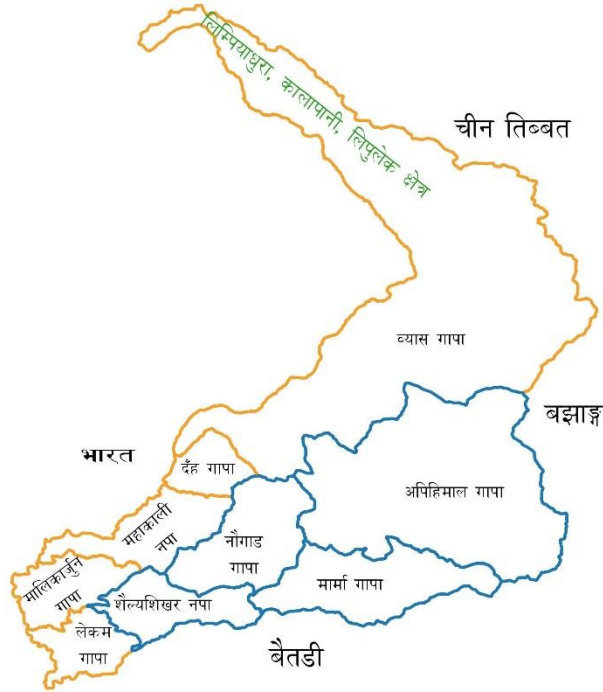 लिम्पियाधुरा, कालापानी, लिपुलेक क्षेत्र
चीन तिब्बत
व्यास गापा
बझाङ्ग
भारत
दुँह गापा
अपिहिमाल गापा
महाकाली
नपा
नौगाड
गापा
मार्मा गापा
मालिकार्जुन
गापा
शैल्यशिखर नपा
लेकम
गापा
बैतडी